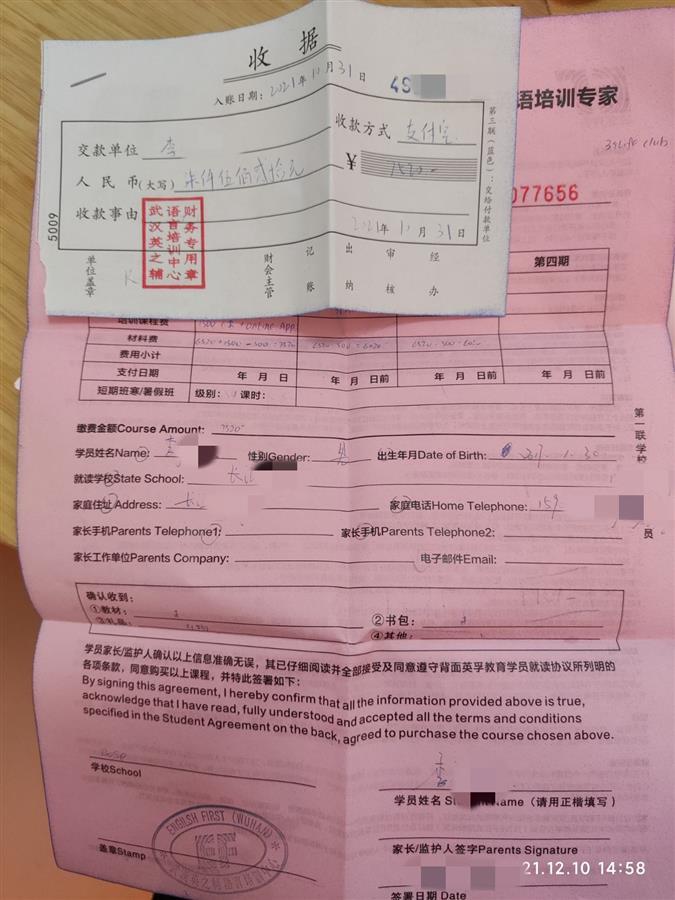 收据
入账日期: 2021年 10月 31日 49
交款单位 李
收款方式 支付宝
人民币(大写) 柒仟伍佰贰拾元
¥ 7520-
收款事由
2021年 10月 31日
武汉英之辅
语言培训中心
财务专用章
5009
单位盖章
财会主管
记账
出纳
审核
经办
第三联(蓝色):交给付款单位
语培训专家
077656
第四期
培训课程费
材料费 6520+1500-500=7520
费用小计
支付日期 年 月 日 年 月 日前 年 月 日前 年 月 日前
短期班寒/暑假班 级别: 课时:
第一联学校
缴费金额Course Amount: 7520
学员姓名Name: 李 性别Gender: 男 出生年月Date of Birth:
就读学校State School: 长江
家庭住址Address: 长江 家庭电话Home Telephone: 159
家长手机Parents Telephone1: 家长手机Parents Telephone2:
员
家长工作单位Parents Company: 电子邮件Email:
确认收到:
①教材: ②书包:
③礼品 ④其他:
学员家长/监护人确认以上信息准确无误,其已仔细阅读并全部接受及同意遵守背面英孚教育学员就读协议所列明的
各项条款,同意购买以上课程,并特此签署如下:
By signing this agreement, I hereby confirm that all the information provided above is true,
acknowledge that I have read, fully understood and accepted all the terms and conditions
specified in the Student Agreement on the back, agreed to purchase the course chosen above.
学校School
李
学员姓名 Student Name(请用正楷填写)
盖章Stamp
ENGILSH FIRST (WUHAN)
家长/监护人签字Parents Signature
签署日期 Date
21.12.10 14:58